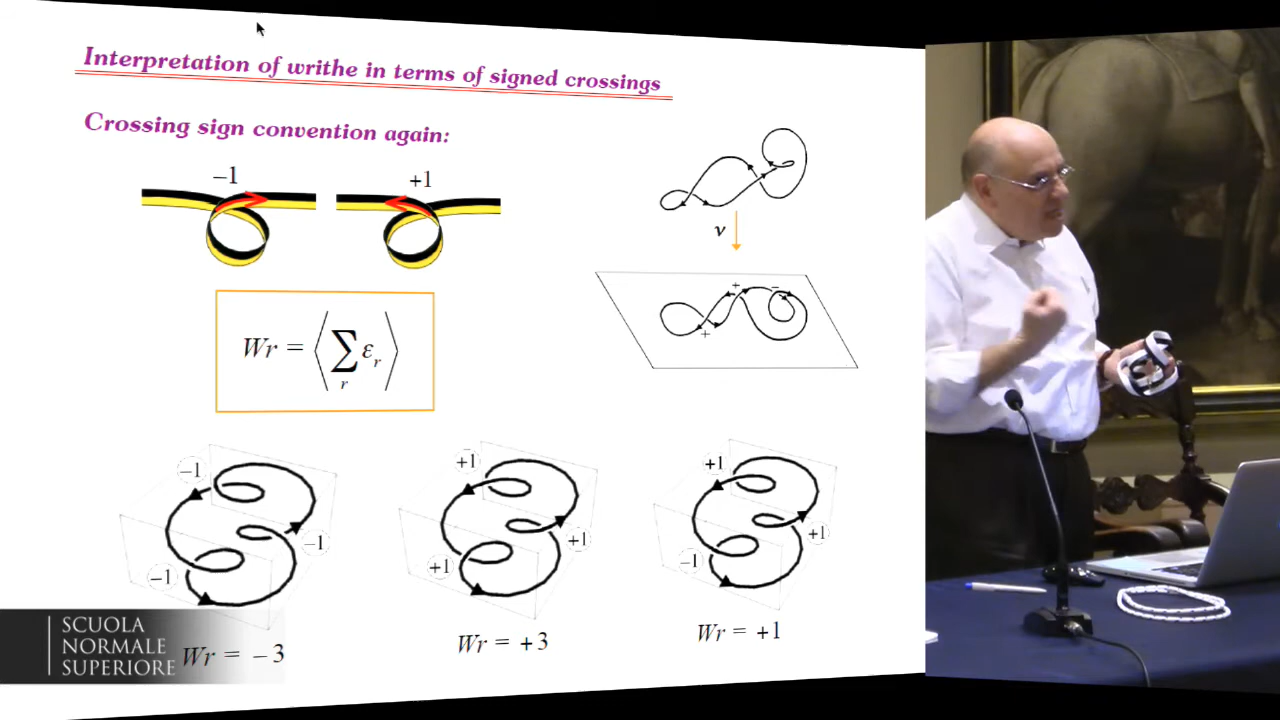 Interpretation of writhe in terms of signed crossings
Crossing sign convention again:
−1
+1
ν
+
−
+
Wr = ⟨ ∑ εr ⟩
r
−1
−1
−1
+1
+1
+1
+1
+1
−1
Wr = −3
Wr = +3
Wr = +1
SCUOLA
NORMALE
SUPERIORE